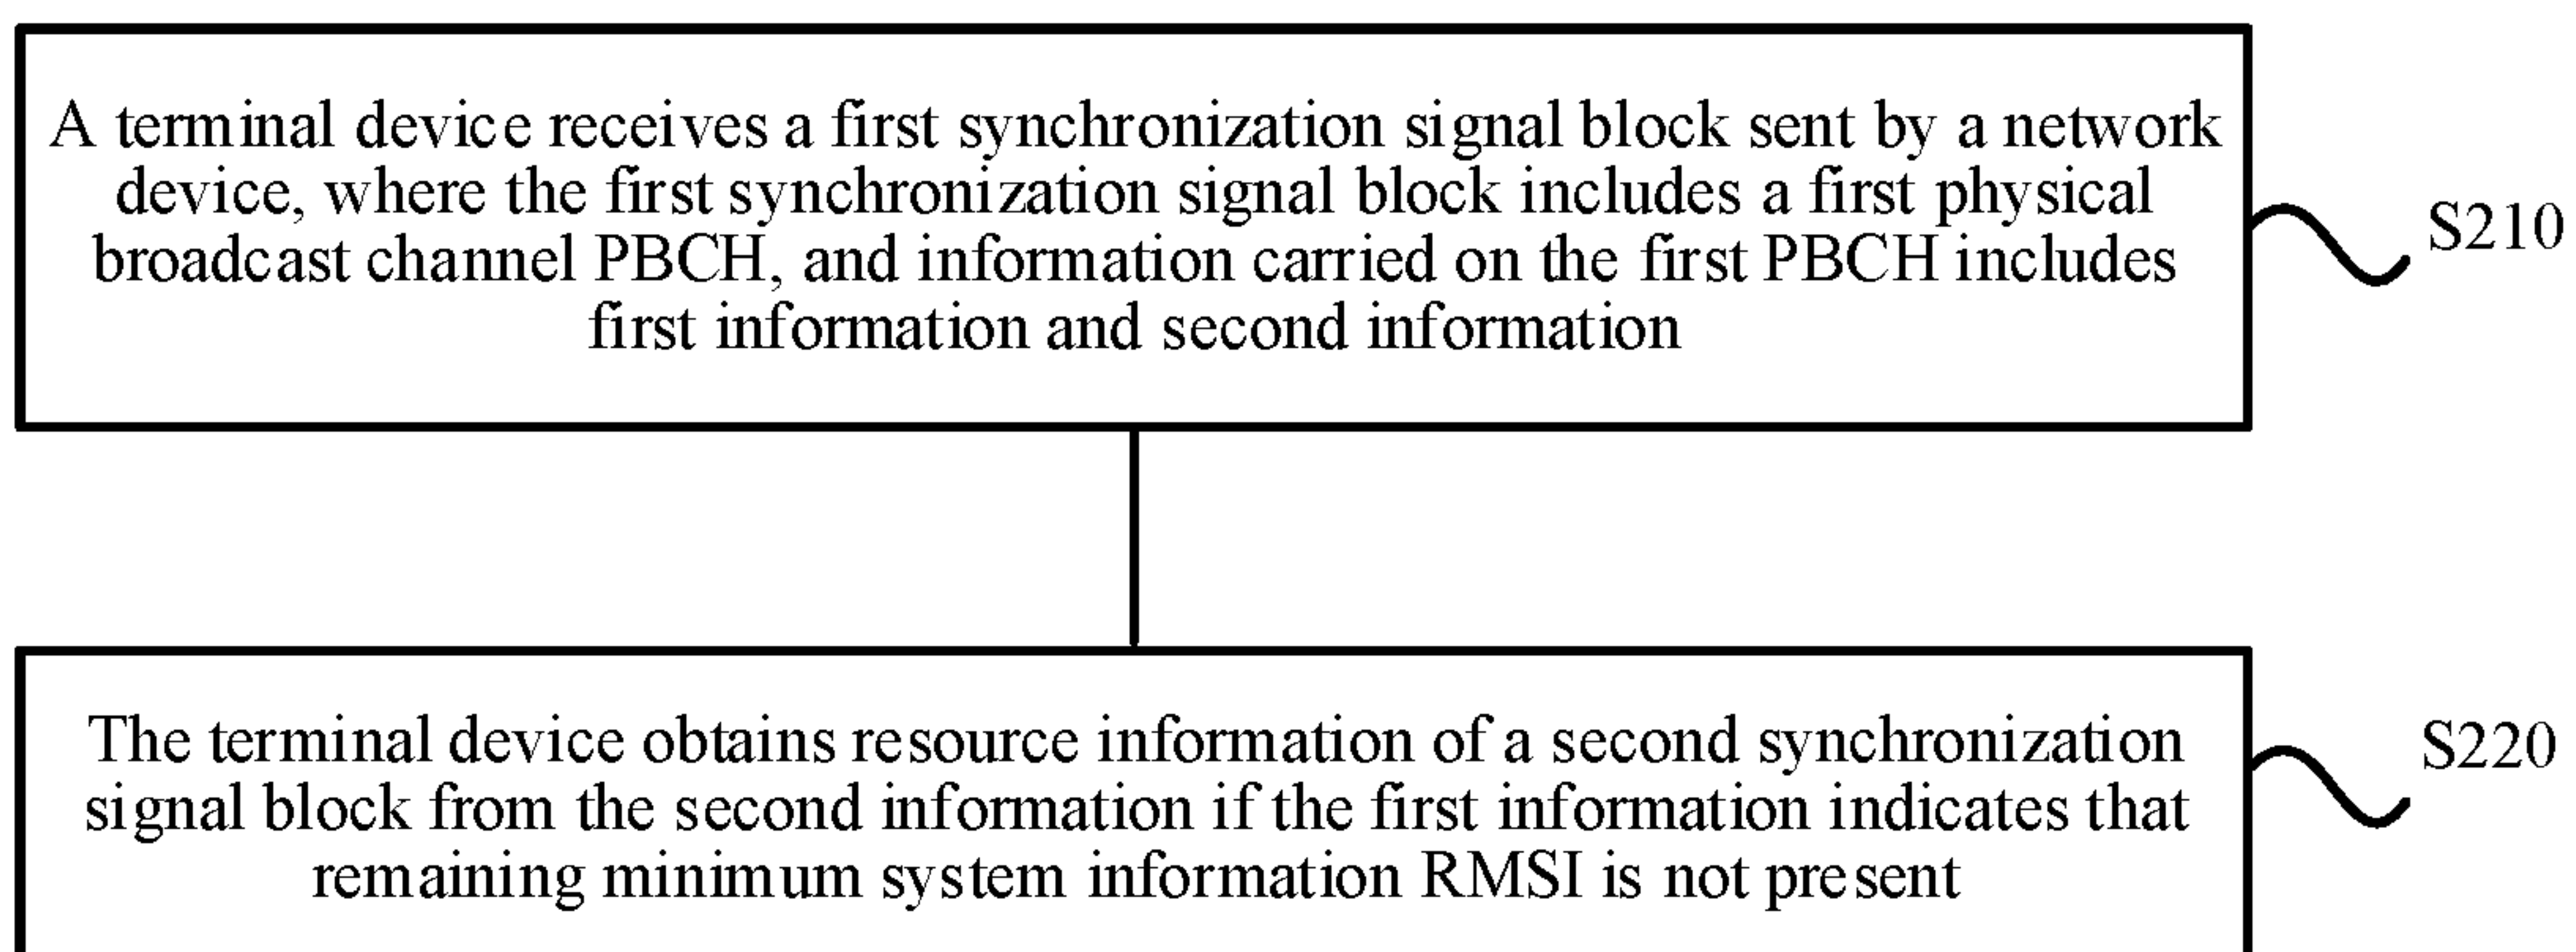 A terminal device receives a first synchronization signal block sent by a network
device, where the first synchronization signal block includes a first physical
broadcast channel PBCH, and information carried on the first PBCH includes
first information and second information
S210
The terminal device obtains resource information of a second synchronization
signal block from the second information if the first information indicates that
remaining minimum system information RMSI is not present
S220